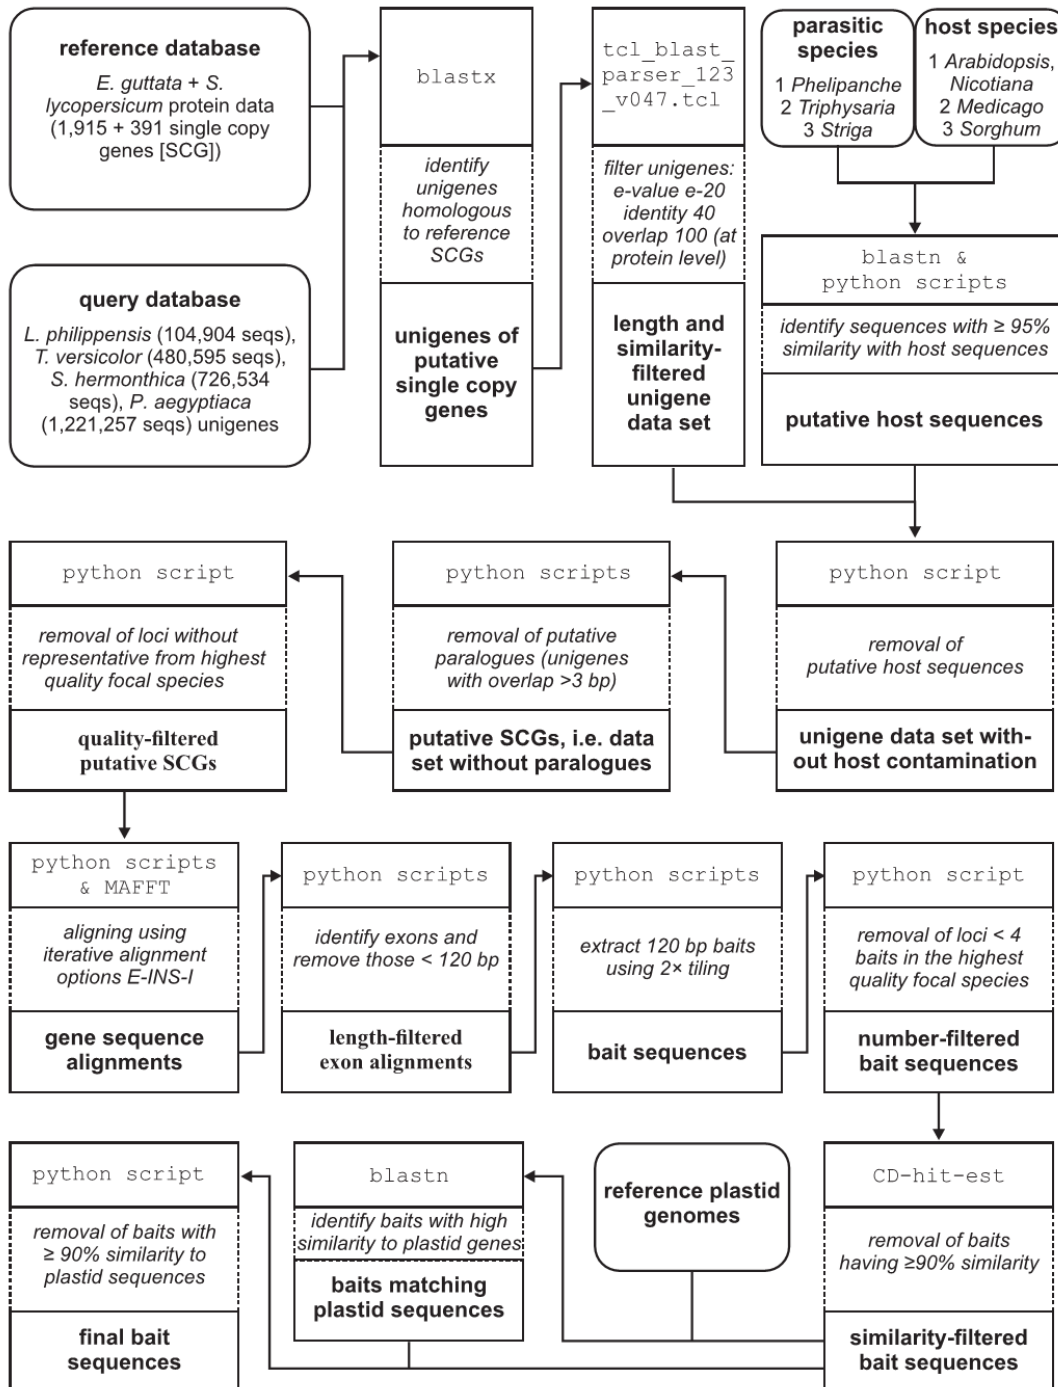 reference database
E. guttata + S.
lycopersicum protein data
(1,915 + 391 single copy
genes [SCG])
query database
L. philippensis (104,904 seqs),
T. versicolor (480,595 seqs),
S. hermonthica (726,534
seqs), P. aegyptiaca
(1,221,257 seqs) unigenes
blastx
identify
unigenes
homologous
to reference
SCGs
unigenes of
putative
single copy
genes
tcl_blast_
parser_123
_v047.tcl
filter unigenes:
e-value e-20
identity 40
overlap 100 (at
protein level)
length and
similarity-
filtered
unigene
data set
parasitic
species
1 Phelipanche
2 Triphysaria
3 Striga
host species
1 Arabidopsis,
Nicotiana
2 Medicago
3 Sorghum
blastn &
python scripts
identify sequences with ≥ 95%
similarity with host sequences
putative host sequences
python script
removal of
putative host sequences
unigene data set with-
out host contamination
python scripts
removal of putative
paralogues (unigenes
with overlap >3 bp)
putative SCGs, i.e. data
set without paralogues
python script
removal of loci without
representative from highest
quality focal species
quality-filtered
putative SCGs
python scripts
& MAFFT
aligning using
iterative alignment
options E-INS-I
gene sequence
alignments
python scripts
identify exons and
remove those < 120 bp
length-filtered
exon alignments
python scripts
extract 120 bp baits
using 2× tiling
bait sequences
python script
removal of loci < 4
baits in the highest
quality focal species
number-filtered
bait sequences
CD-hit-est
removal of baits
having ≥90% similarity
similarity-filtered
bait sequences
reference plastid
genomes
blastn
identify baits with high
similarity to plastid genes
baits matching
plastid sequences
python script
removal of baits with
≥ 90% similarity to
plastid sequences
final bait
sequences